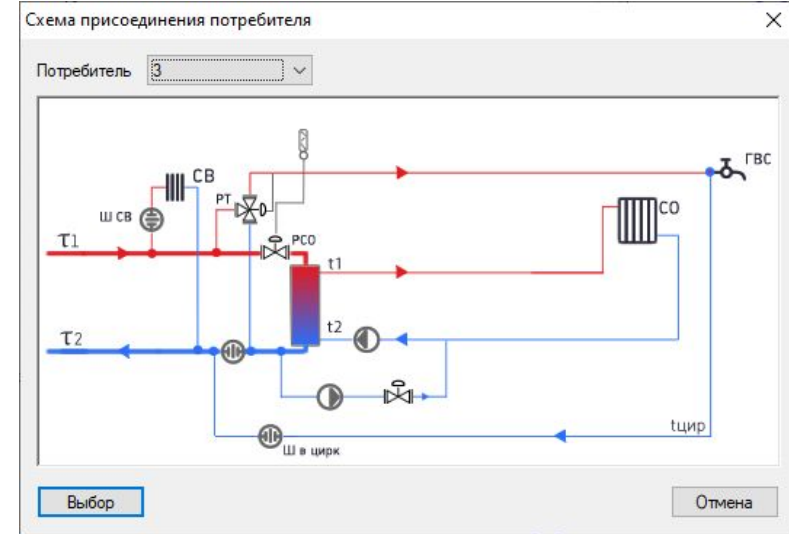 Схема присоединения потребителя
Потребитель 3
ГВС
СВ
РТ
СО
Ш СВ
τ1
РСО
t1
t2
τ2
tцир
Ш в цирк
Выбор
Отмена